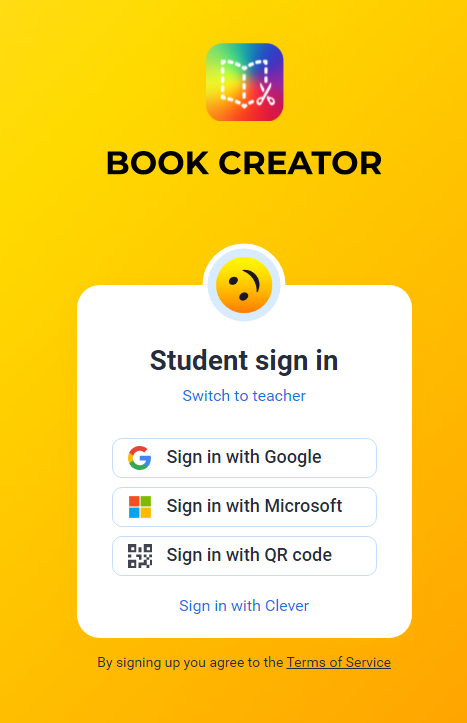 BOOK CREATOR
Student sign in
Switch to teacher
Sign in with Google
Sign in with Microsoft
Sign in with QR code
Sign in with Clever
By signing up you agree to the Terms of Service